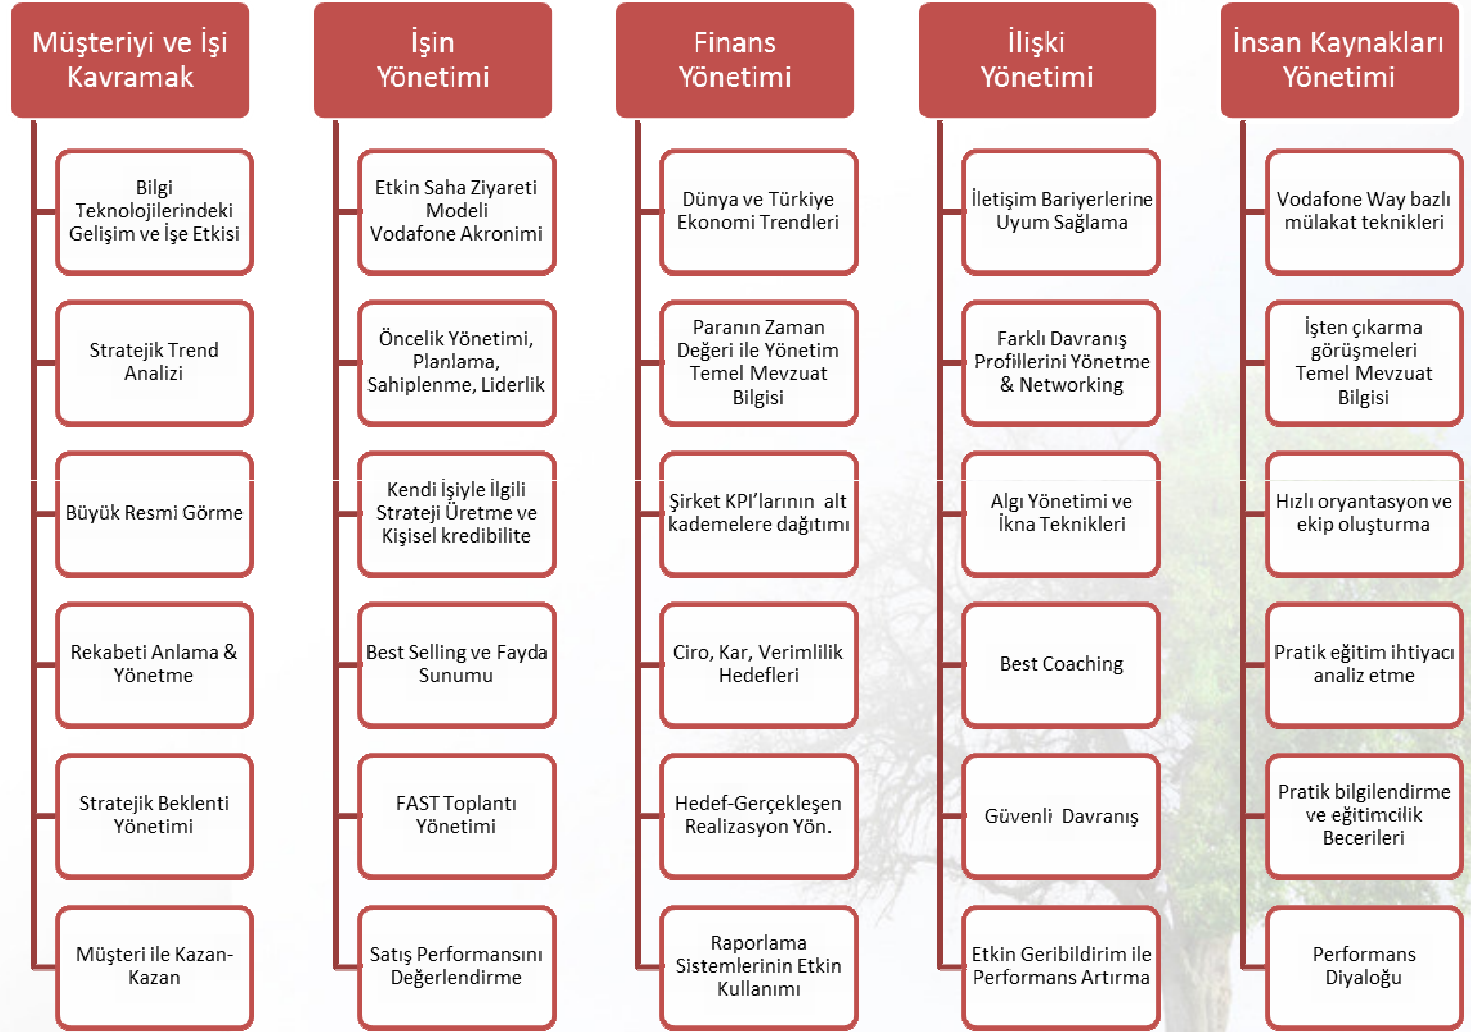 Müşteriyi ve İşi
Kavramak
Bilgi
Teknolojilerindeki
Gelişim ve İşe Etkisi
Stratejik Trend
Analizi
Büyük Resmi Görme
Rekabeti Anlama &
Yönetme
Stratejik Beklenti
Yönetimi
Müşteri ile Kazan-
Kazan
İşin
Yönetimi
Etkin Saha Ziyareti
Modeli
Vodafone Akronimi
Öncelik Yönetimi,
Planlama,
Sahiplenme, Liderlik
Kendi İşiyle İlgili
Strateji Üretme ve
Kişisel kredibilite
Best Selling ve Fayda
Sunumu
FAST Toplantı
Yönetimi
Satış Performansını
Değerlendirme
Finans
Yönetimi
Dünya ve Türkiye
Ekonomi Trendleri
Paranın Zaman
Değeri ile Yönetim
Temel Mevzuat
Bilgisi
Şirket KPI’larının alt
kademelere dağıtımı
Ciro, Kar, Verimlilik
Hedefleri
Hedef-Gerçekleşen
Realizasyon Yön.
Raporlama
Sistemlerinin Etkin
Kullanımı
İlişki
Yönetimi
İletişim Bariyerlerine
Uyum Sağlama
Farklı Davranış
Profillerini Yönetme
& Networking
Algı Yönetimi ve
İkna Teknikleri
Best Coaching
Güvenli Davranış
Etkin Geribildirim ile
Performans Artırma
İnsan Kaynakları
Yönetimi
Vodafone Way bazlı
mülakat teknikleri
İşten çıkarma
görüşmeleri
Temel Mevzuat
Bilgisi
Hızlı oryantasyon ve
ekip oluşturma
Pratik eğitim ihtiyacı
analiz etme
Pratik bilgilendirme
ve eğitimcilik
Becerileri
Performans
Diyaloğu